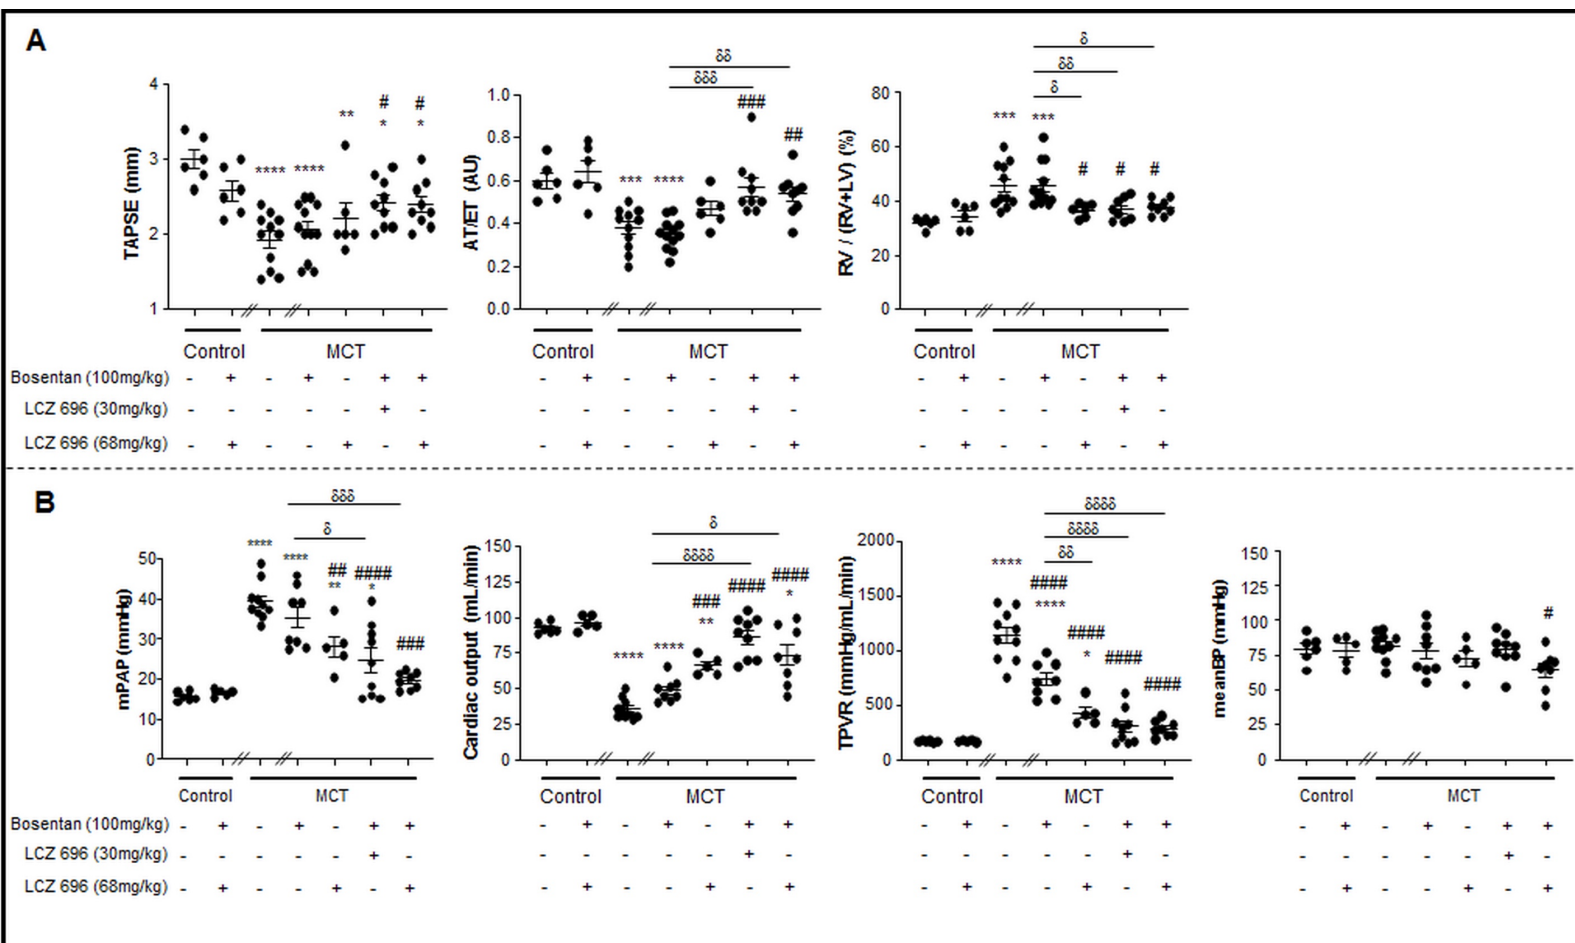 A
δ
δδ
δδ
δδδ
δ
4
1.0
80
**
# #
* *
###
##
*** ***
**** ****
*** ****
# # #
3
2
1
0.8
0.6
0.4
0.2
0.0
60
40
20
0
TAPSE (mm)
AT/ET (AU)
RV / (RV+LV) (%)
Control MCT Control MCT Control MCT
Bosentan (100mg/kg) - + - + - + + - + - + - + + - + - + - + +
LCZ 696 (30mg/kg) - - - - - + - - - - - - + - - - - - - + -
LCZ 696 (68mg/kg) - + - - + - + - + - - + - + - + - - + - +
B
δδδ
δ
δ
δδδδ
δδδδ
δδδδ
δδ
50
40
30
20
10
0
mPAP (mmHg)
****
****
##
**
####
*
###
150
125
100
75
50
25
0
Cardiac output (mL/min)
****
****
###
**
####
####
*
2000
1500
1000
500
0
TPVR (mmHg/mL/min)
****
####
****
####
*
####
####
150
125
100
75
50
25
0
meanBP (mmHg)
#
Control MCT Control MCT Control MCT Control MCT
Bosentan (100mg/kg) - + - + - + + - + - + - + + - + - + - + + - + - + - + +
LCZ 696 (30mg/kg) - - - - - + - - - - - - + - - - - - - + - - - - - - + -
LCZ 696 (68mg/kg) - + - - + - + - + - - + - + - + - - + - + - + - - + - +